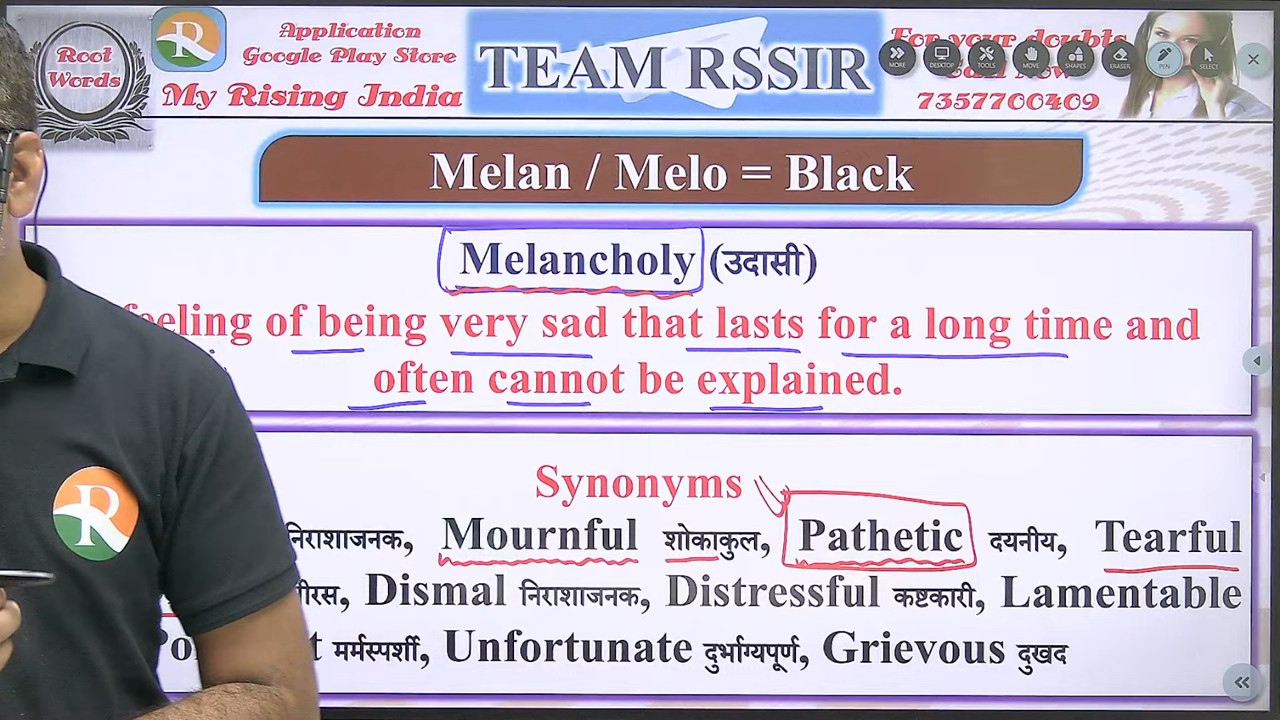 Root Words
R
Application
Google Play Store
My Rising India
TEAM RSSIR
For your doubts
Call Now
7357700409
MORE DESKTOP TOOLS MOVE SHAPES ERASER PEN SELECT
Melan / Melo = Black
Melancholy (उदासी)
feeling of being very sad that lasts for a long time and
often cannot be explained.
Synonyms
निराशाजनक, Mournful शोकाकुल, Pathetic दयनीय, Tearful
Dismal निराशाजनक, Distressful कष्टकारी, Lamentable
मर्मस्पर्शी, Unfortunate दुर्भाग्यपूर्ण, Grievous दुखद
R